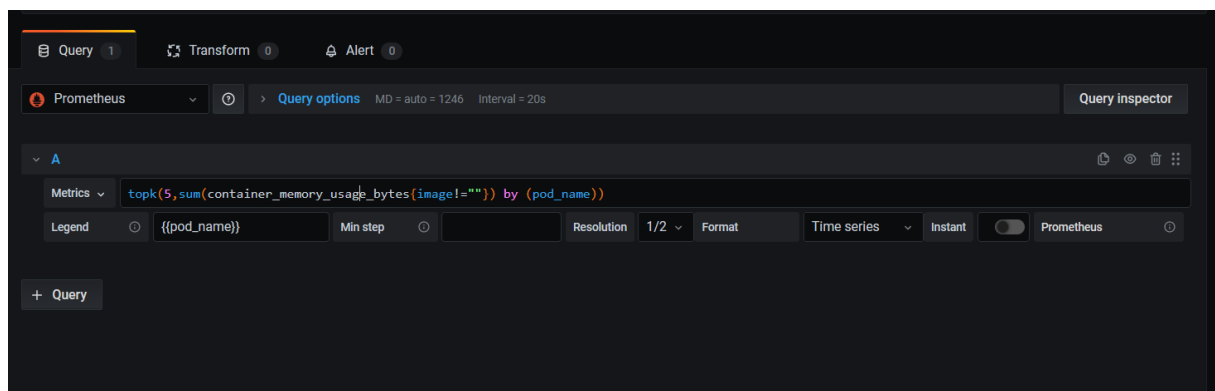 Query 1 Transform 0 Alert 0
Prometheus Query options MD = auto = 1246 Interval = 20s Query inspector
A
Metrics topk(5,sum(container_memory_usage_bytes{image!=""}) by (pod_name))
Legend {{pod_name}} Min step Resolution 1/2 Format Time series Instant Prometheus
+ Query